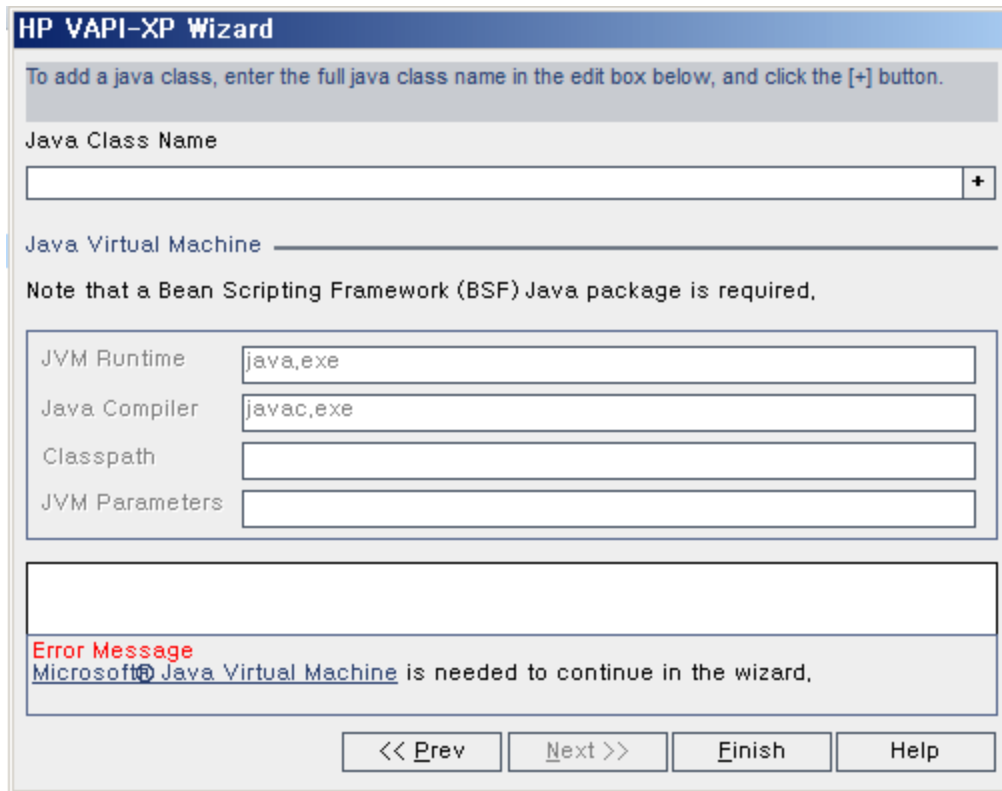 HP VAPI-XP Wizard
To add a java class, enter the full java class name in the edit box below, and click the [+] button.
Java Class Name
+
Java Virtual Machine
Note that a Bean Scripting Framework (BSF) Java package is required.
JVM Runtime java.exe
Java Compiler javac.exe
Classpath
JVM Parameters
Error Message
Microsoft® Java Virtual Machine is needed to continue in the wizard.
<< Prev Next >> Finish Help